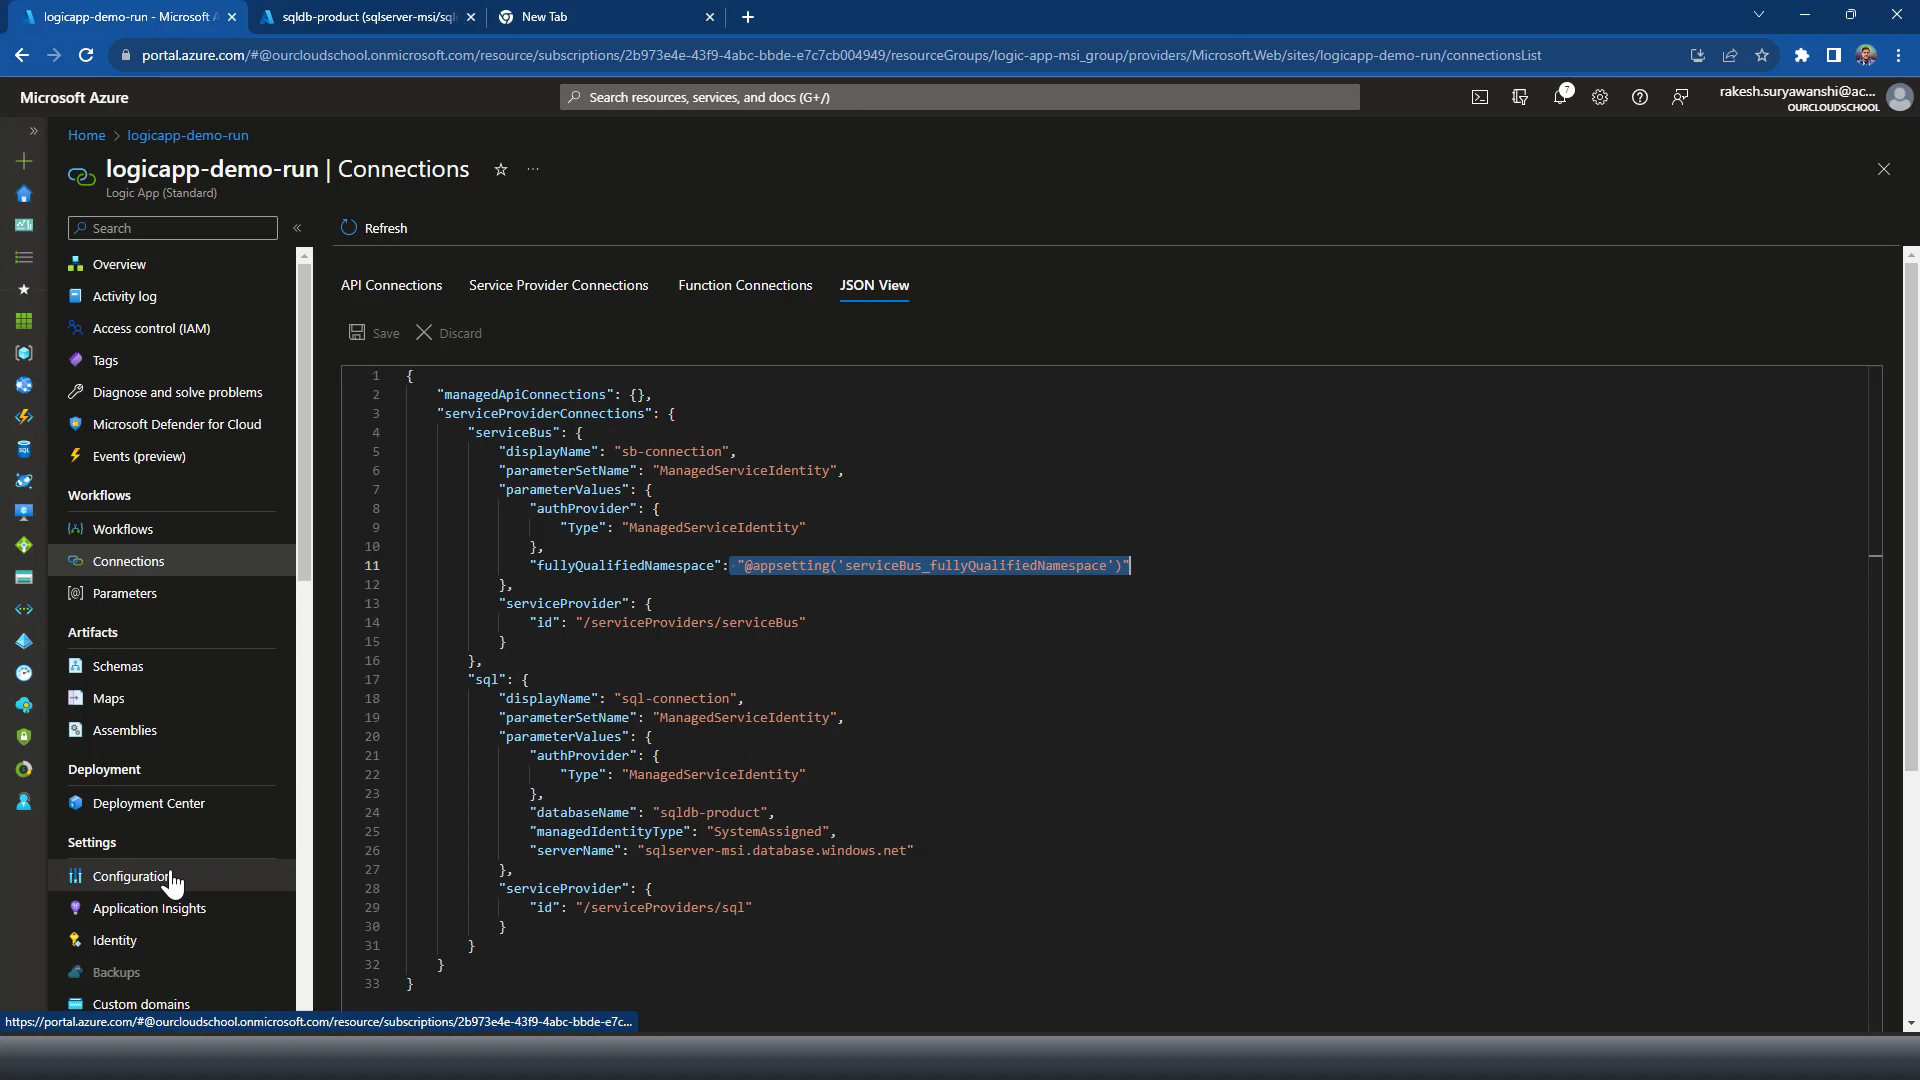 logicapp-demo-run - Microsoft A
sqldb-product (sqlserver-msi/sql
New Tab
portal.azure.com/#@ourcloudschool.onmicrosoft.com/resource/subscriptions/2b973e4e-43f9-4abc-bbde-e7c7cb004949/resourceGroups/logic-app-msi_group/providers/Microsoft.Web/sites/logicapp-demo-run/connectionsList
Microsoft Azure
Search resources, services, and docs (G+/)
7
rakesh.suryawanshi@ac...
OURCLOUDSCHOOL
Home > logicapp-demo-run
logicapp-demo-run | Connections
Logic App (Standard)
Search
Refresh
Overview
Activity log
Access control (IAM)
Tags
Diagnose and solve problems
Microsoft Defender for Cloud
Events (preview)
Workflows
Workflows
Connections
Parameters
Artifacts
Schemas
Maps
Assemblies
Deployment
Deployment Center
Settings
Configuration
Application Insights
Identity
Backups
Custom domains
API Connections
Service Provider Connections
Function Connections
JSON View
Save
Discard
1 {
2 "managedApiConnections": {},
3 "serviceProviderConnections": {
4 "serviceBus": {
5 "displayName": "sb-connection",
6 "parameterSetName": "ManagedServiceIdentity",
7 "parameterValues": {
8 "authProvider": {
9 "Type": "ManagedServiceIdentity"
10 },
11 "fullyQualifiedNamespace": "@appsetting('serviceBus_fullyQualifiedNamespace')"
12 },
13 "serviceProvider": {
14 "id": "/serviceProviders/serviceBus"
15 }
16 },
17 "sql": {
18 "displayName": "sql-connection",
19 "parameterSetName": "ManagedServiceIdentity",
20 "parameterValues": {
21 "authProvider": {
22 "Type": "ManagedServiceIdentity"
23 },
24 "databaseName": "sqldb-product",
25 "managedIdentityType": "SystemAssigned",
26 "serverName": "sqlserver-msi.database.windows.net"
27 },
28 "serviceProvider": {
29 "id": "/serviceProviders/sql"
30 }
31 }
32 }
33 }
https://portal.azure.com/#@ourcloudschool.onmicrosoft.com/resource/subscriptions/2b973e4e-43f9-4abc-bbde-e7c...